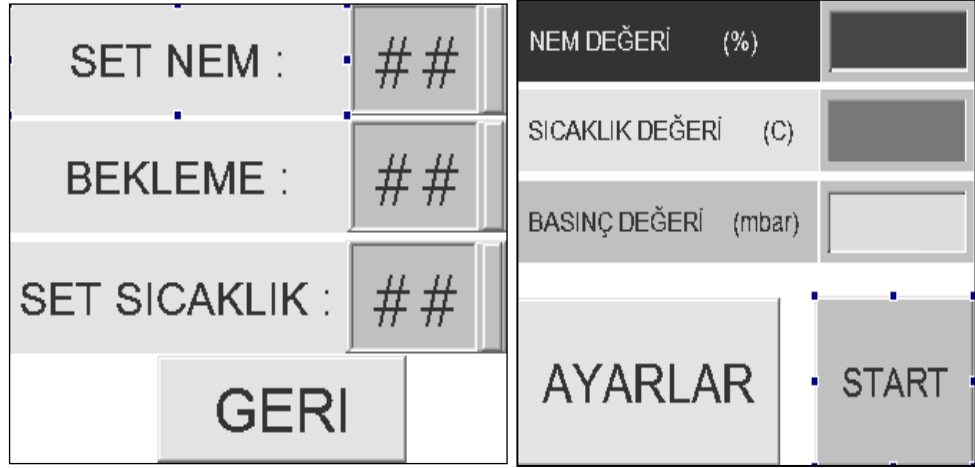 SET NEM : ##
BEKLEME : ##
SET SICAKLIK : ##
GERI
NEM DEĞERİ (%)
SICAKLIK DEĞERİ (C)
BASINÇ DEĞERİ (mbar)
AYARLAR START